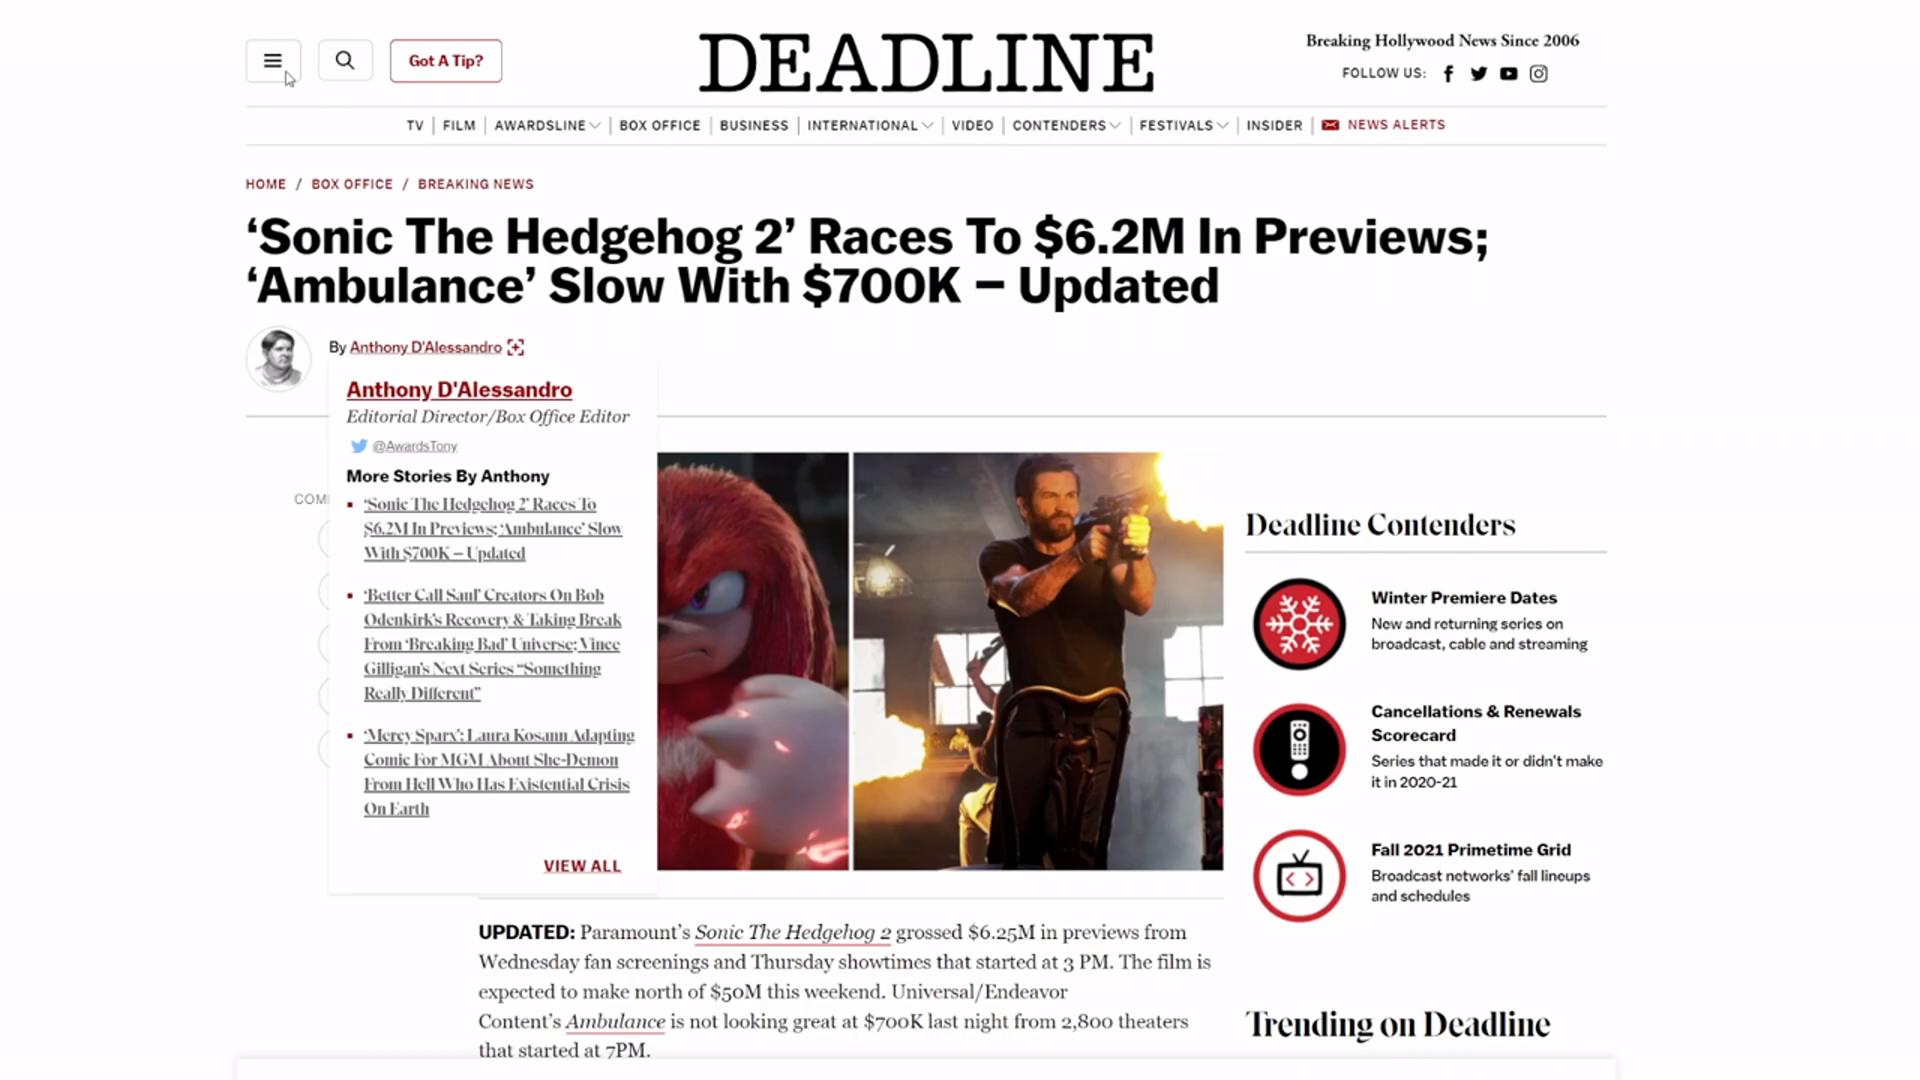 Got A Tip?
DEADLINE
Breaking Hollywood News Since 2006
FOLLOW US:
TV | FILM | AWARDSLINE | BOX OFFICE | BUSINESS | INTERNATIONAL | VIDEO | CONTENDERS | FESTIVALS | INSIDER | NEWS ALERTS
HOME / BOX OFFICE / BREAKING NEWS
‘Sonic The Hedgehog 2’ Races To $6.2M In Previews;
‘Ambulance’ Slow With $700K – Updated
By Anthony D'Alessandro
Anthony D'Alessandro
Editorial Director/Box Office Editor
@AwardsTony
More Stories By Anthony
‘Sonic The Hedgehog 2’ Races To
$6.2M In Previews; ‘Ambulance’ Slow
With $700K – Updated
‘Better Call Saul’ Creators On Bob
Odenkirk’s Recovery & Taking Break
From ‘Breaking Bad’ Universe; Vince
Gilligan’s Next Series “Something
Really Different”
‘Mercy Sparx’: Laura Kosann Adapting
Comic For MGM About She-Demon
From Hell Who Has Existential Crisis
On Earth
VIEW ALL
COM
UPDATED: Paramount’s Sonic The Hedgehog 2 grossed $6.25M in previews from
Wednesday fan screenings and Thursday showtimes that started at 3 PM. The film is
expected to make north of $50M this weekend. Universal/Endeavor
Content’s Ambulance is not looking great at $700K last night from 2,800 theaters
that started at 7PM.
Deadline Contenders
Winter Premiere Dates
New and returning series on
broadcast, cable and streaming
Cancellations & Renewals
Scorecard
Series that made it or didn't make
it in 2020-21
Fall 2021 Primetime Grid
Broadcast networks' fall lineups
and schedules
Trending on Deadline